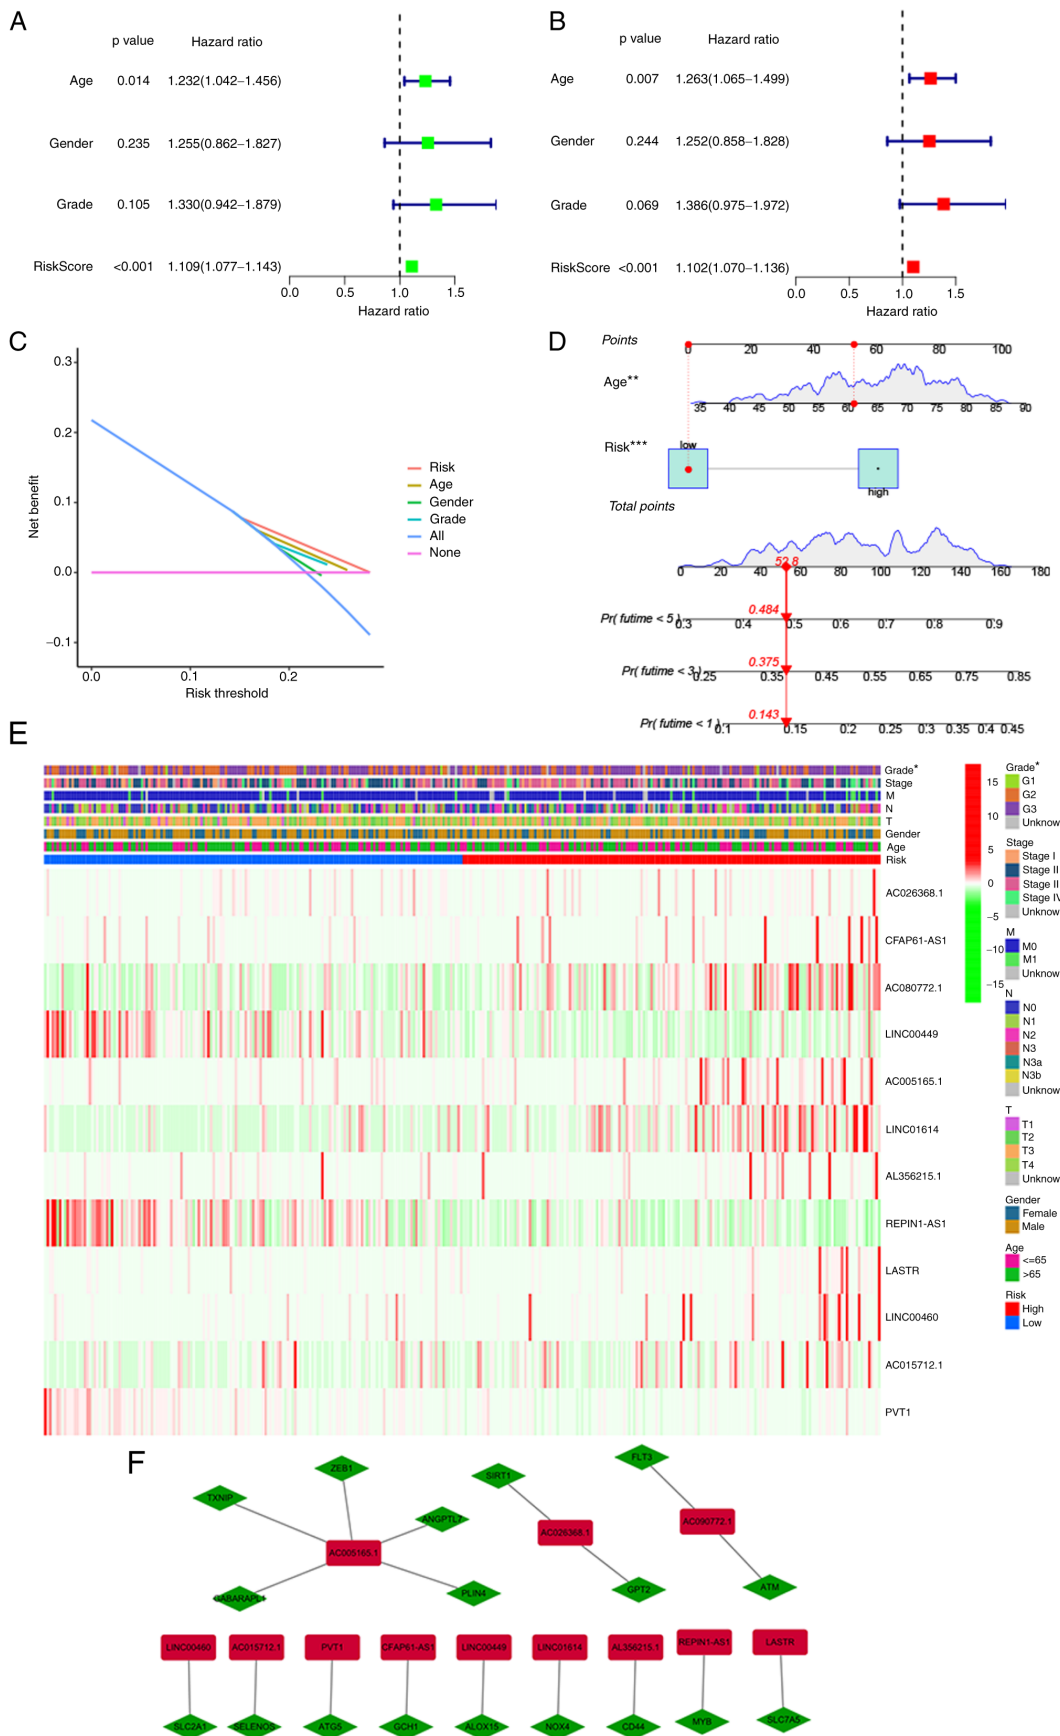 A
p value Hazard ratio
Age 0.014 1.232(1.042–1.456)
Gender 0.235 1.255(0.862–1.827)
Grade 0.105 1.330(0.942–1.879)
RiskScore <0.001 1.109(1.077–1.143)
0.0 0.5 1.0 1.5
Hazard ratio
B
p value Hazard ratio
Age 0.007 1.263(1.065–1.499)
Gender 0.244 1.252(0.858–1.828)
Grade 0.069 1.386(0.975–1.972)
RiskScore <0.001 1.102(1.070–1.136)
0.0 0.5 1.0 1.5
Hazard ratio
C
Net benefit
0.3
0.2
0.1
0.0
–0.1
0.0 0.1 0.2
Risk threshold
Risk
Age
Gender
Grade
All
None
D
Points
0 20 40 60 80 100
Age**
35 40 45 50 55 60 65 70 75 80 85 90
Risk***
low
high
Total points
52.8
0 20 40 60 80 100 120 140 160 180
0.484
Pr( futime < 5 )
0.3 0.4 0.5 0.6 0.7 0.8 0.9
0.375
Pr( futime < 3 )
0.25 0.35 0.45 0.55 0.65 0.75 0.85
0.143
Pr( futime < 1 )
0.1 0.15 0.2 0.25 0.3 0.35 0.4 0.45
E
Grade*
Stage
M
N
T
Gender
Age
Risk
AC026368.1
CFAP61-AS1
AC080772.1
LINC00449
AC005165.1
LINC01614
AL356215.1
REPIN1-AS1
LASTR
LINC00460
AC015712.1
PVT1
15
10
5
0
–5
–10
–15
Grade*
G1
G2
G3
Unknow
Stage
Stage I
Stage II
Stage II
Stage IV
Unknow
M
M0
M1
Unknow
N
N0
N1
N2
N3
N3a
N3b
Unknow
T
T1
T2
T3
T4
Unknow
Gender
Female
Male
Age
<=65
>65
Risk
High
Low
F
ZEB1
TXNIP
ANGPTL7
AC005165.1
GABARAPL1
PLIN4
SIRT1
AC026368.1
GPT2
FLT3
AC090772.1
ATM
LINC00460 AC015712.1 PVT1 CFAP61-AS1 LINC00449 LINC01614 AL356215.1 REPIN1-AS1 LASTR
SLC2A1 SELENOS ATG5 GCH1 ALOX15 NOX4 CD44 MYB SLC7A5